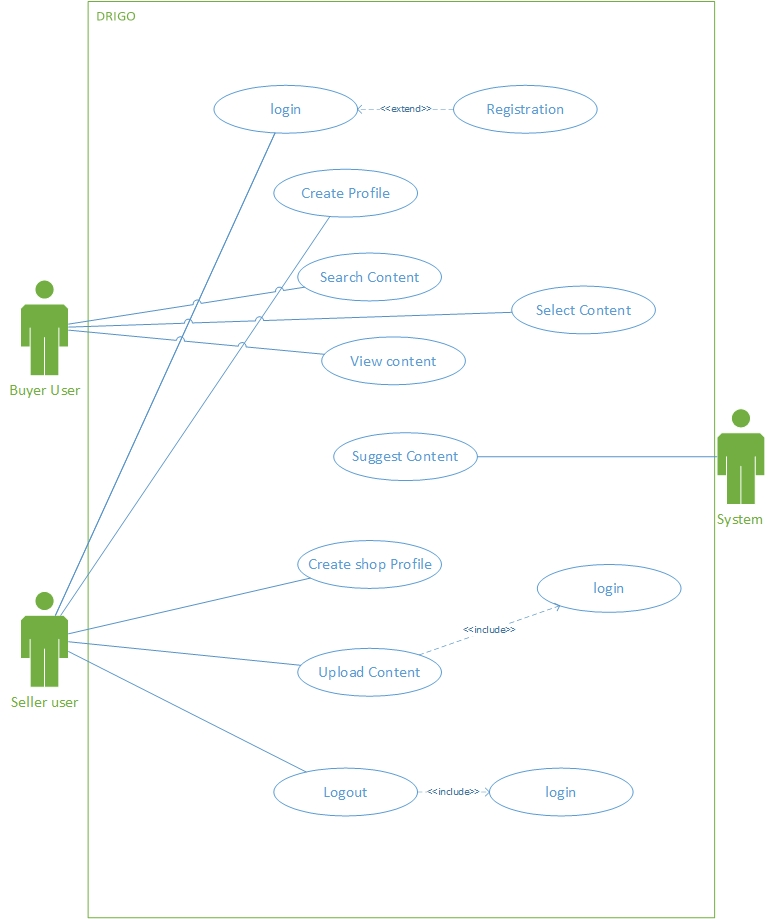 DRIGO
login
<<extend>>
Registration
Create Profile
Search Content
Select Content
Buyer User
View content
Suggest Content
System
Create shop Profile
login
<<include>>
Upload Content
Seller user
Logout
<<include>>
login